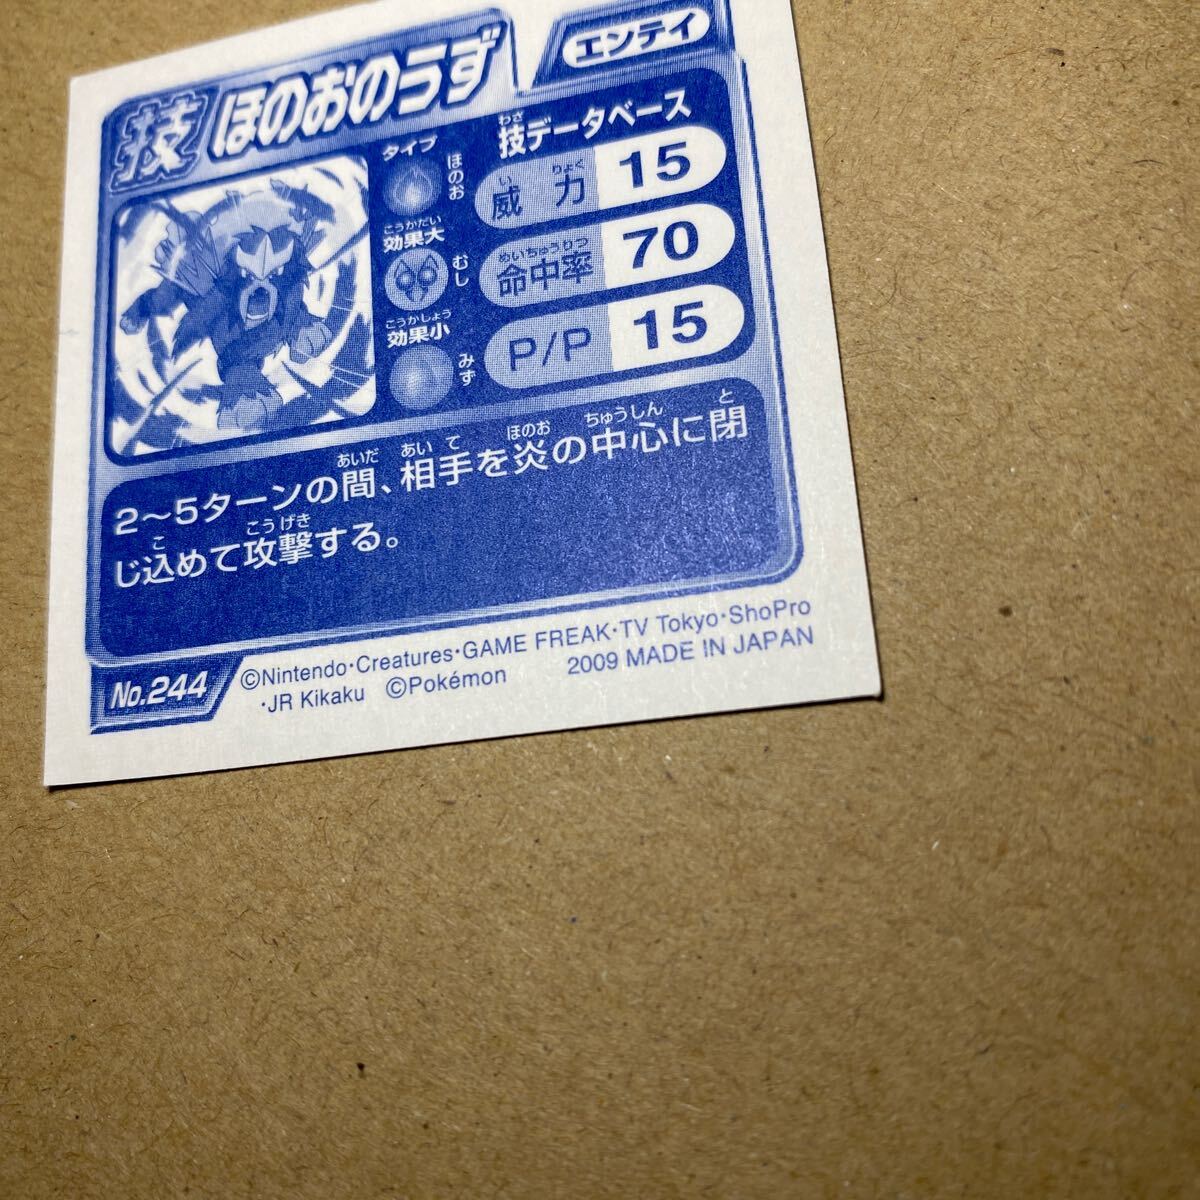 技 ほのおのうず
エンテイ
タイプ
ほのお
こうかだい
効果大
むし
こうかしょう
効果小
みず
わざ
技データベース
いりょく
威力 15
めいちゅうりつ
命中率 70
P/P 15
あいだ あいて ほのお ちゅうしん と
2～5ターンの間、相手を炎の中心に閉
こ こうげき
じ込めて攻撃する。
No.244
©Nintendo・Creatures・GAME FREAK・TV Tokyo・ShoPro
・JR Kikaku ©Pokémon 2009 MADE IN JAPAN